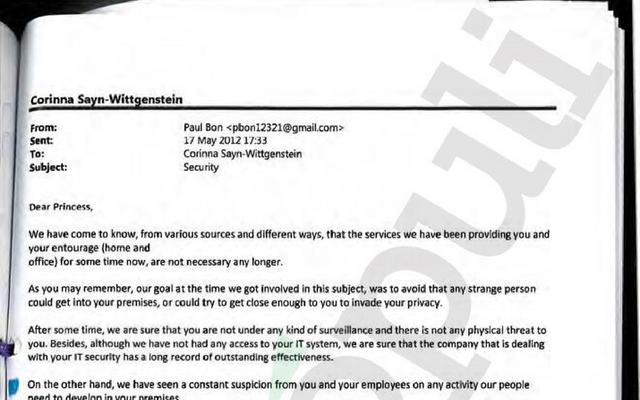 Corinna Sayn-Wittgenstein
From: Paul Bon <pbon12321@gmail.com>
Sent: 17 May 2012 17:33
To: Corinna Sayn-Wittgenstein
Subject: Security
Dear Princess,
We have come to know, from various sources and different ways, that the services we have been providing you and
your entourage (home and
office) for some time now, are not necessary any longer.
As you may remember, our goal at the time we got involved in this subject, was to avoid that any strange person
could get into your premises, or could try to get close enough to you to invade your privacy.
After some time, we are sure that you are not under any kind of surveillance and there is not any physical threat to
you. Besides, although we have not had any access to your IT system, we are sure that the company that is dealing
with your IT security has a long record of outstanding effectiveness.
On the other hand, we have seen a constant suspicion from you and your employees on any activity our people
need to develop in your premises